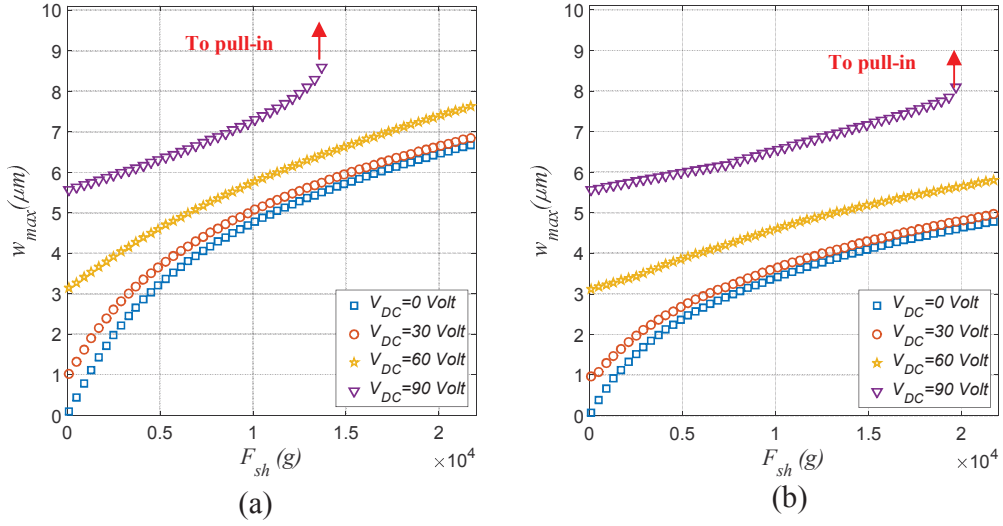 To pull-in
10
9
8
7
6
5
4
3
2
1
0
w_max (μm)
V_DC=0 Volt
V_DC=30 Volt
V_DC=60 Volt
V_DC=90 Volt
0 0.5 1.0 1.5 2
×10^4
F_sh (g)
(a)
To pull-in
10
9
8
7
6
5
4
3
2
1
0
w_max (μm)
V_DC=0 Volt
V_DC=30 Volt
V_DC=60 Volt
V_DC=90 Volt
0 0.5 1.0 1.5 2
×10^4
F_sh (g)
(b)